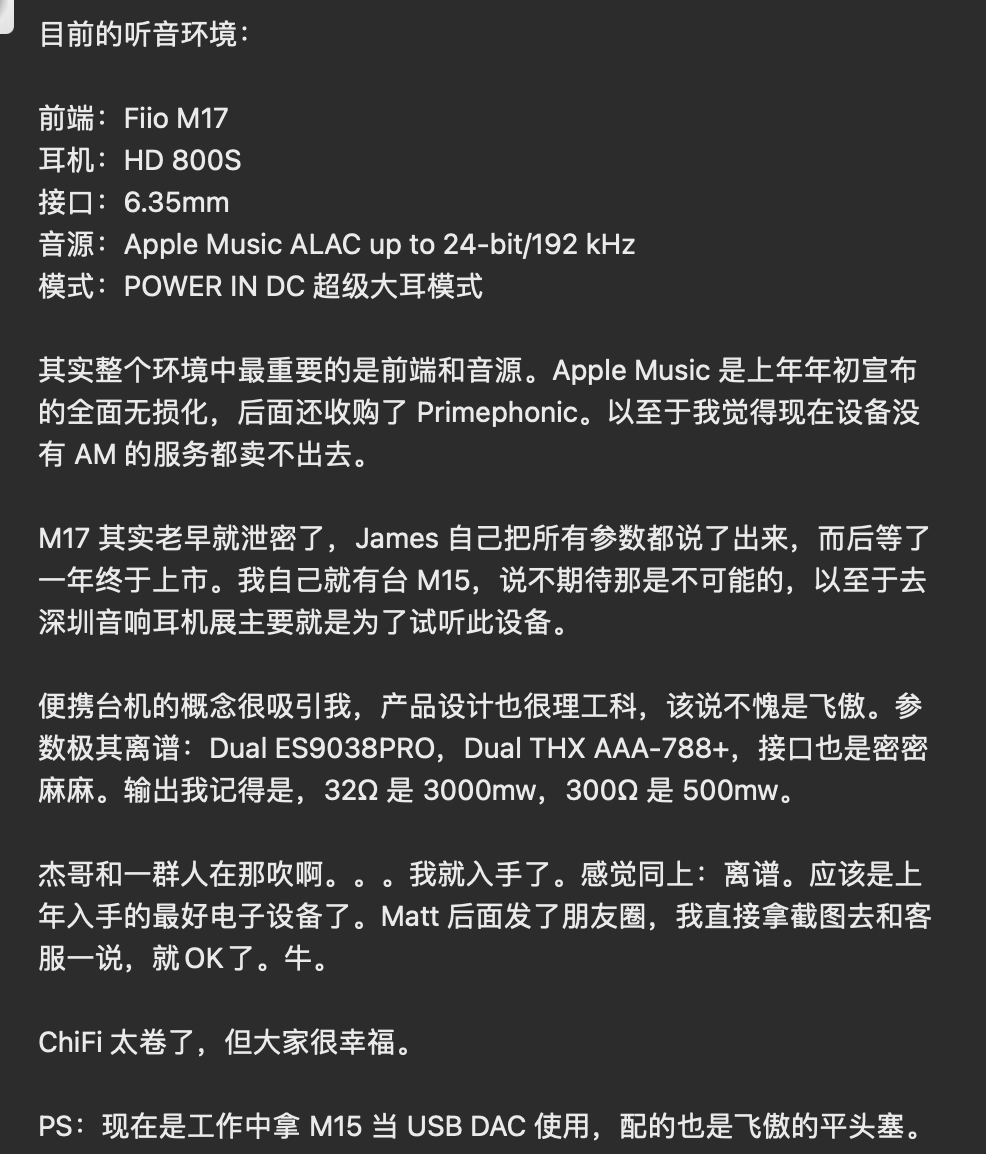 目前的听音环境：
前端：Fiio M17
耳机：HD 800S
接口：6.35mm
音源：Apple Music ALAC up to 24-bit/192 kHz
模式：POWER IN DC 超级大耳模式
其实整个环境中最重要的是前端和音源。Apple Music 是上年年初宣布
的全面无损化，后面还收购了 Primephonic。以至于我觉得现在设备没
有 AM 的服务都卖不出去。
M17 其实老早就泄密了，James 自己把所有参数都说了出来，而后等了
一年终于上市。我自己就有台 M15，说不期待那是不可能的，以至于去
深圳音响耳机展主要就是为了试听此设备。
便携台机的概念很吸引我，产品设计也很理工科，该说不愧是飞傲。参
数极其离谱：Dual ES9038PRO，Dual THX AAA-788+，接口也是密密
麻麻。输出我记得是，32Ω 是 3000mw，300Ω 是 500mw。
杰哥和一群人在那吹啊。。。我就入手了。感觉同上：离谱。应该是上
年入手的最好电子设备了。Matt 后面发了朋友圈，我直接拿截图去和客
服一说，就OK了。牛。
ChiFi 太卷了，但大家很幸福。
PS：现在是工作中拿 M15 当 USB DAC 使用，配的也是飞傲的平头塞。